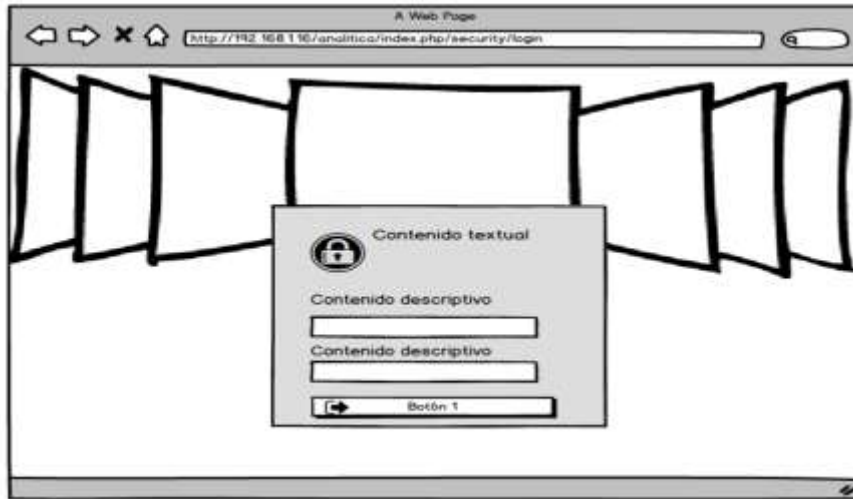 A Web Page
http://192.168.1.16/analitica/index.php/security/login
Contenido textual
Contenido descriptivo
Contenido descriptivo
Botón 1